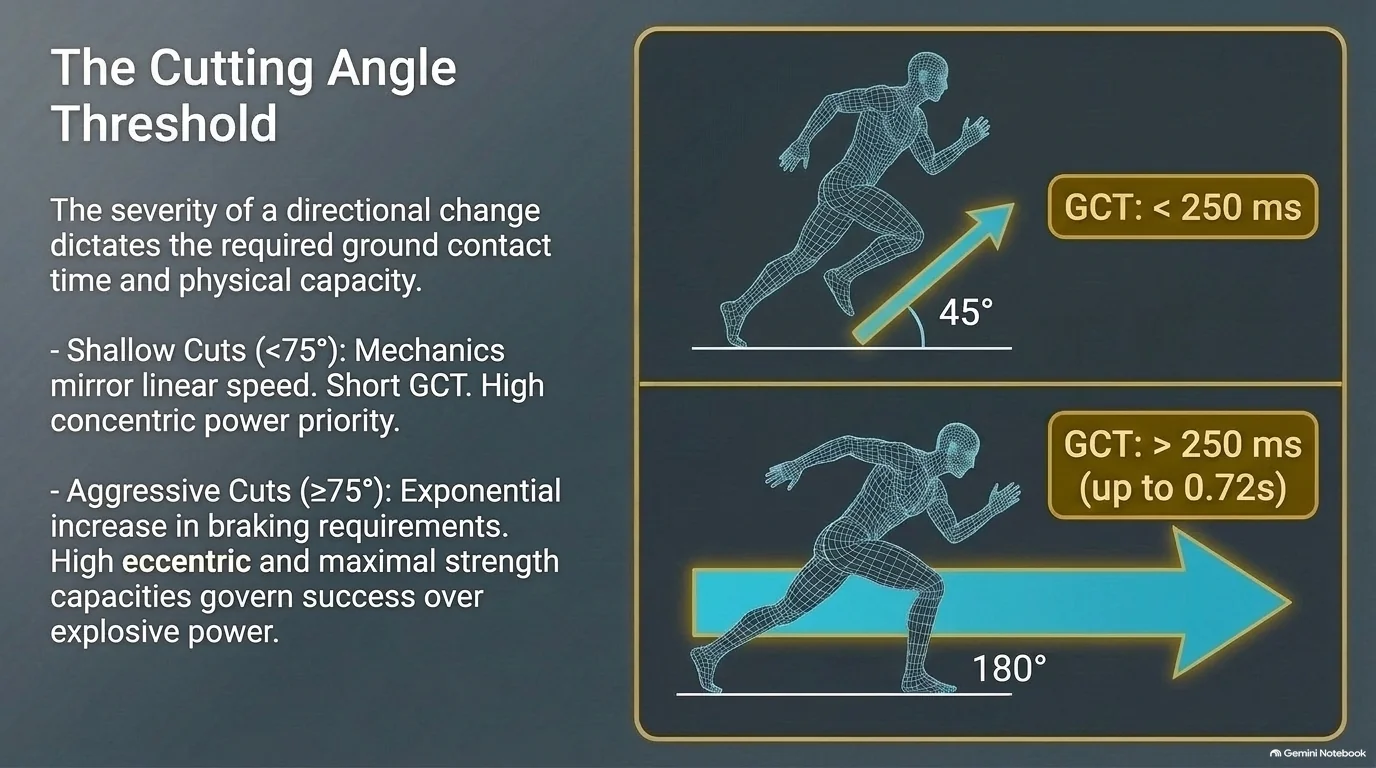 The Cutting Angle
Threshold
The severity of a directional change
dictates the required ground contact
time and physical capacity.
- Shallow Cuts (<75°): Mechanics
mirror linear speed. Short GCT. High
concentric power priority.
- Aggressive Cuts (≥75°): Exponential
increase in braking requirements.
High eccentric and maximal strength
capacities govern success over
explosive power.
GCT: < 250 ms
45°
GCT: > 250 ms
(up to 0.72s)
180°
Gemini Notebook